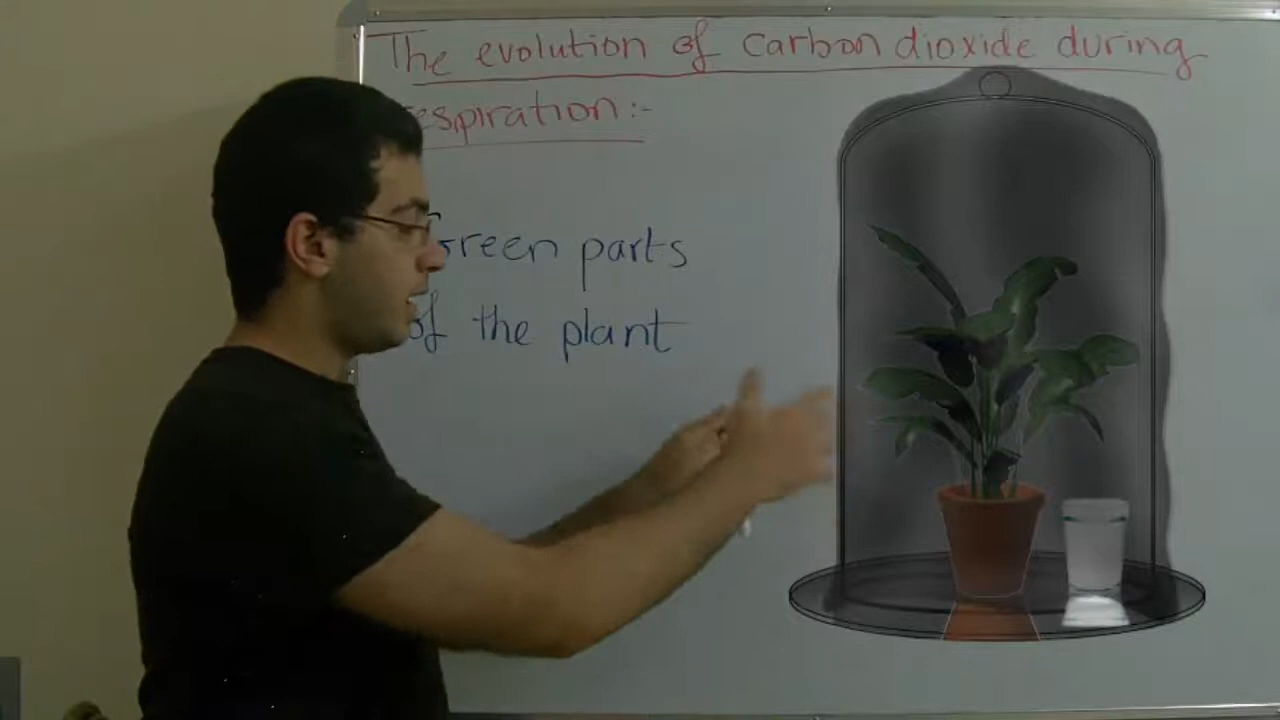 The evolution of carbon dioxide during
respiration:-
Green parts
of the plant